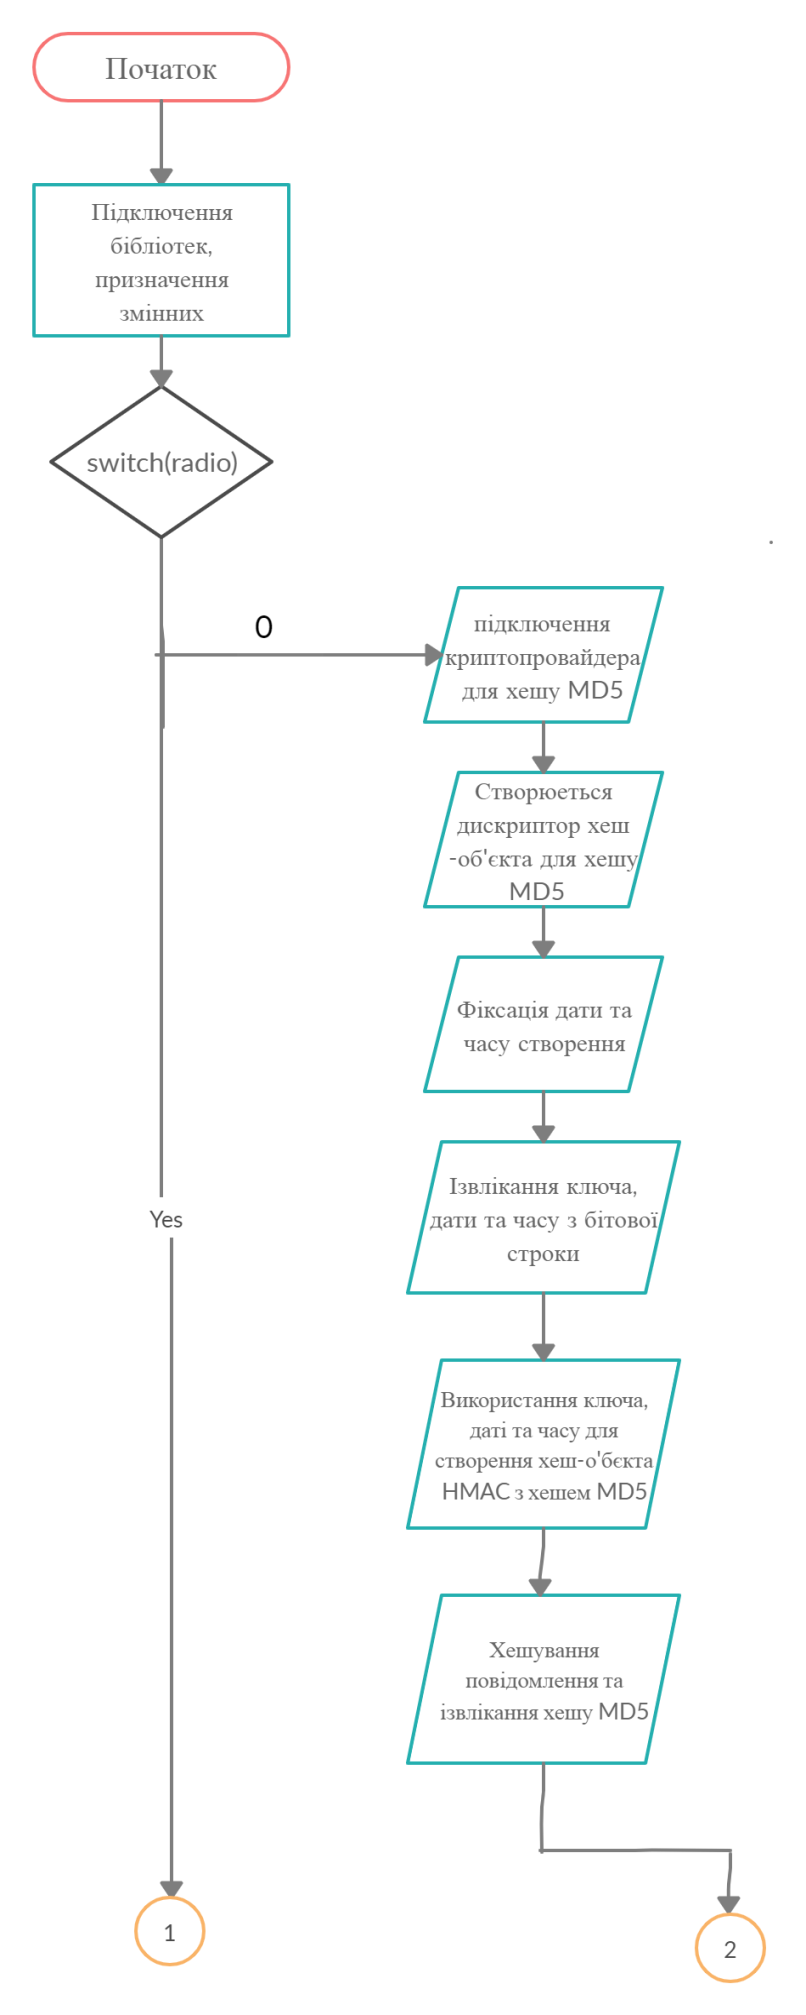 Початок
Підключення
бібліотек,
призначення
змінних
switch(radio)
0
підключення
криптопровайдера
для хешу MD5
Створюеться
дискриптор хеш
-об'єкта для хешу
MD5
Фіксація дати та
часу створення
Ізвлікання ключа,
дати та часу з бітової
строки
Yes
Використання ключа,
даті та часу для
створення хеш-о'бєкта
HMAC з хешем MD5
Хешування
повідомлення та
ізвлікання хешу MD5
1
2